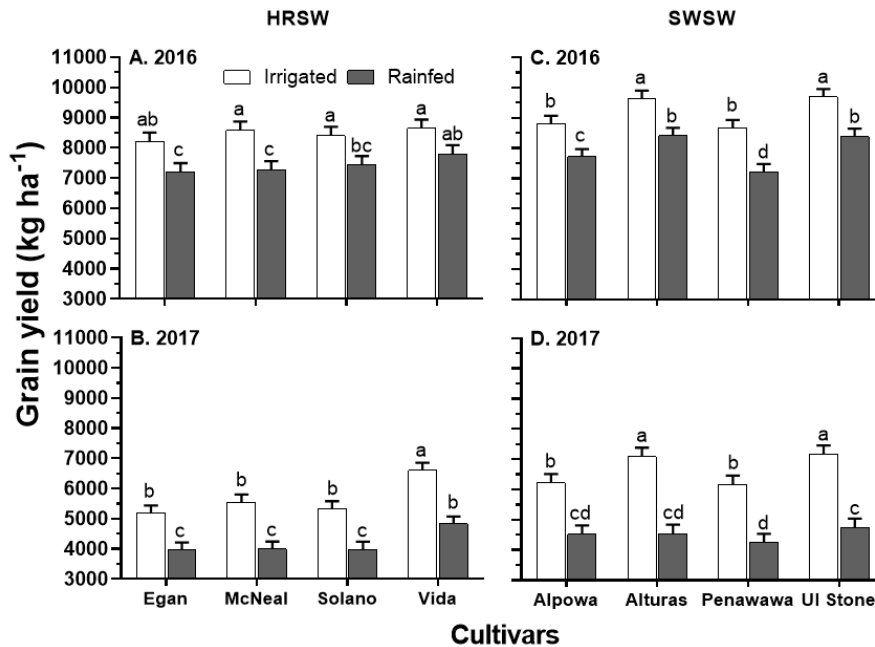 HRSW
SWSW
Grain yield (kg ha⁻¹)
A. 2016
Irrigated
Rainfed
11000
10000
9000
8000
7000
6000
5000
4000
3000
ab
c
a
c
a
bc
a
ab
C. 2016
b
c
a
b
b
d
a
b
B. 2017
11000
10000
9000
8000
7000
6000
5000
4000
3000
b
c
b
c
b
c
a
b
Egan McNeal Solano Vida
D. 2017
b
cd
a
cd
b
d
a
c
Alpowa Alturas Penawawa UI Stone
Cultivars